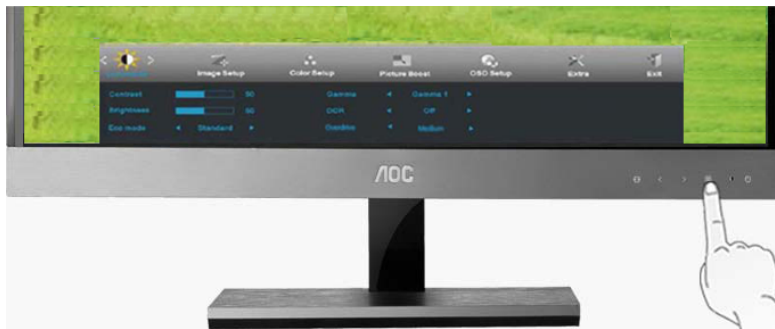 Luminance Image Setup Color Setup Picture Boost OSD Setup Extra Exit
Contrast 50 Gamma Gamma 1
Brightness 50 DCR Off
Eco mode Standard Overdrive Medium
AOC